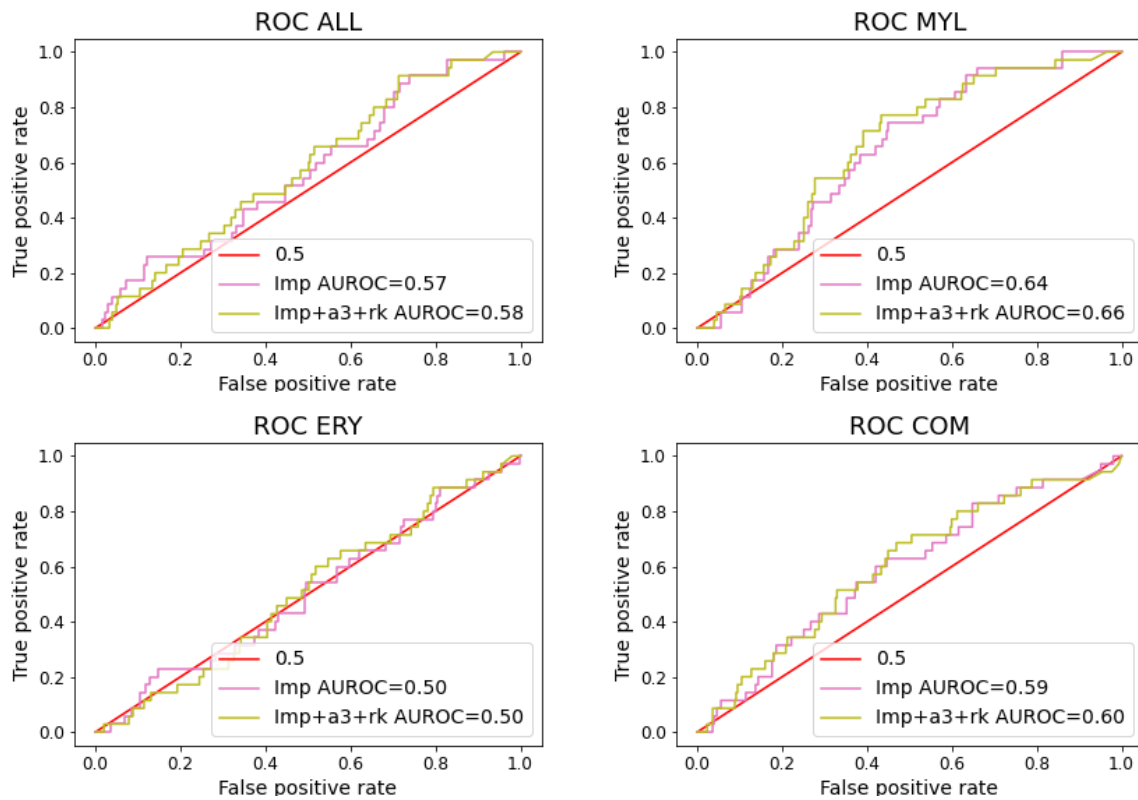 ROC ALL
True positive rate
1.0
0.8
0.6
0.4
0.2
0.0
0.5
Imp AUROC=0.57
Imp+a3+rk AUROC=0.58
0.0 0.2 0.4 0.6 0.8 1.0
False positive rate
ROC MYL
True positive rate
1.0
0.8
0.6
0.4
0.2
0.0
0.5
Imp AUROC=0.64
Imp+a3+rk AUROC=0.66
0.0 0.2 0.4 0.6 0.8 1.0
False positive rate
ROC ERY
True positive rate
1.0
0.8
0.6
0.4
0.2
0.0
0.5
Imp AUROC=0.50
Imp+a3+rk AUROC=0.50
0.0 0.2 0.4 0.6 0.8 1.0
False positive rate
ROC COM
True positive rate
1.0
0.8
0.6
0.4
0.2
0.0
0.5
Imp AUROC=0.59
Imp+a3+rk AUROC=0.60
0.0 0.2 0.4 0.6 0.8 1.0
False positive rate